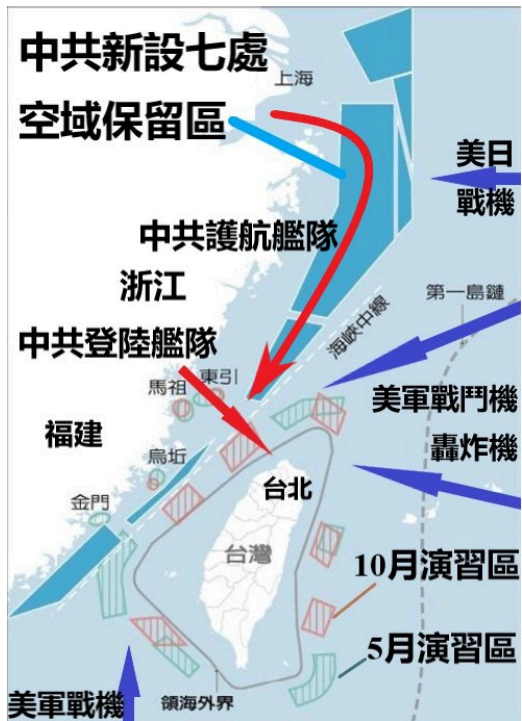 中共新設七處
上海
空域保留區
美日
戰機
中共護航艦隊
浙江
第一島鏈
海峽中線
中共登陸艦隊
東引
馬祖
美軍戰鬥機
轟炸機
福建
烏坵
台北
金門
台灣
10月演習區
5月演習區
領海外界
美軍戰機